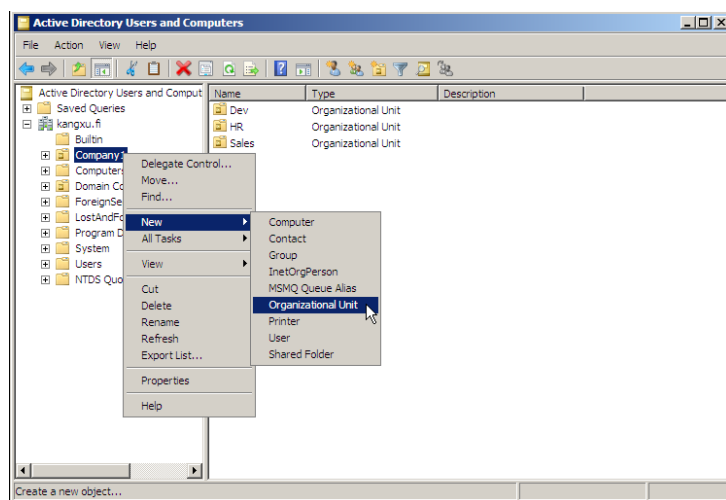 Active Directory Users and Computers
File Action View Help
Active Directory Users and Comput
Saved Queries
kangxu.fi
Builtin
Company1
Computers
Domain Co
ForeignSe
LostAndFo
Program D
System
Users
NTDS Quo
Name Type Description
Dev Organizational Unit
HR Organizational Unit
Sales Organizational Unit
Delegate Control...
Move...
Find...
New
All Tasks
View
Cut
Delete
Rename
Refresh
Export List...
Properties
Help
Computer
Contact
Group
InetOrgPerson
MSMQ Queue Alias
Organizational Unit
Printer
User
Shared Folder
Create a new object...